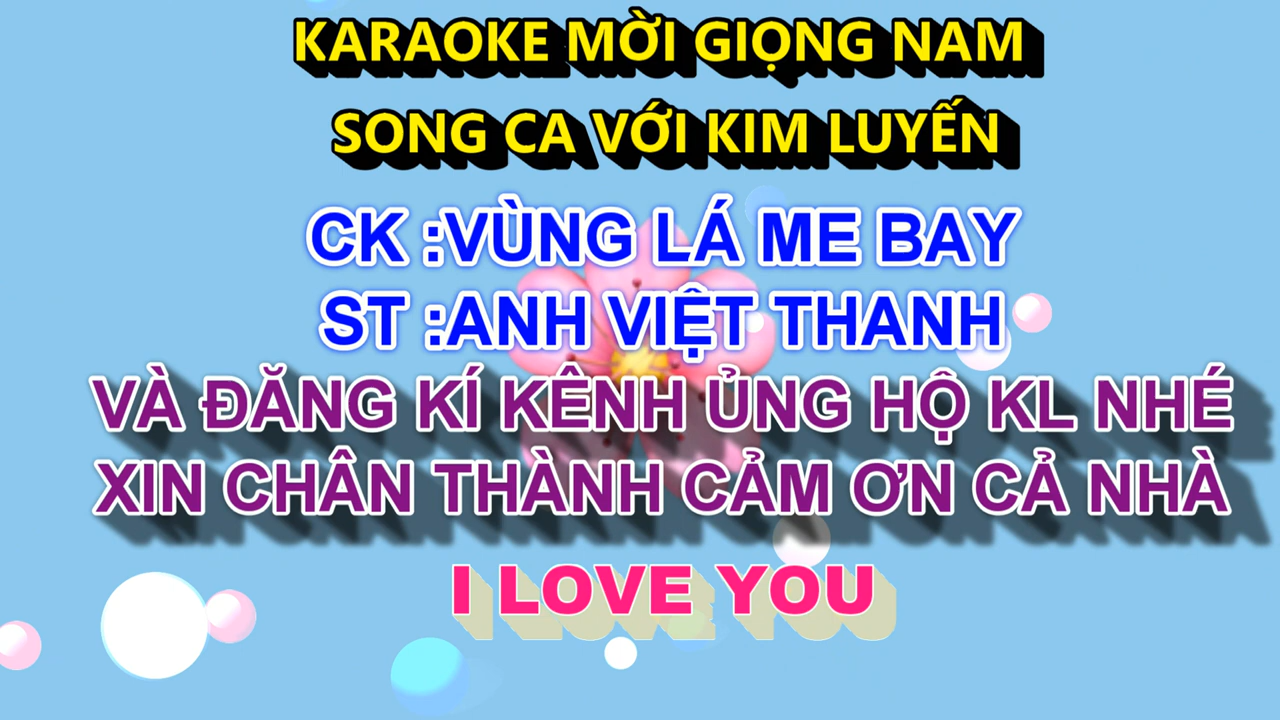 KARAOKE MỜI GIỌNG NAM
SONG CA VỚI KIM LUYẾN
CK :VÙNG LÁ ME BAY
ST :ANH VIỆT THANH
VÀ ĐĂNG KÍ KÊNH ỦNG HỘ KL NHÉ
XIN CHÂN THÀNH CẢM ƠN CẢ NHÀ
I LOVE YOU